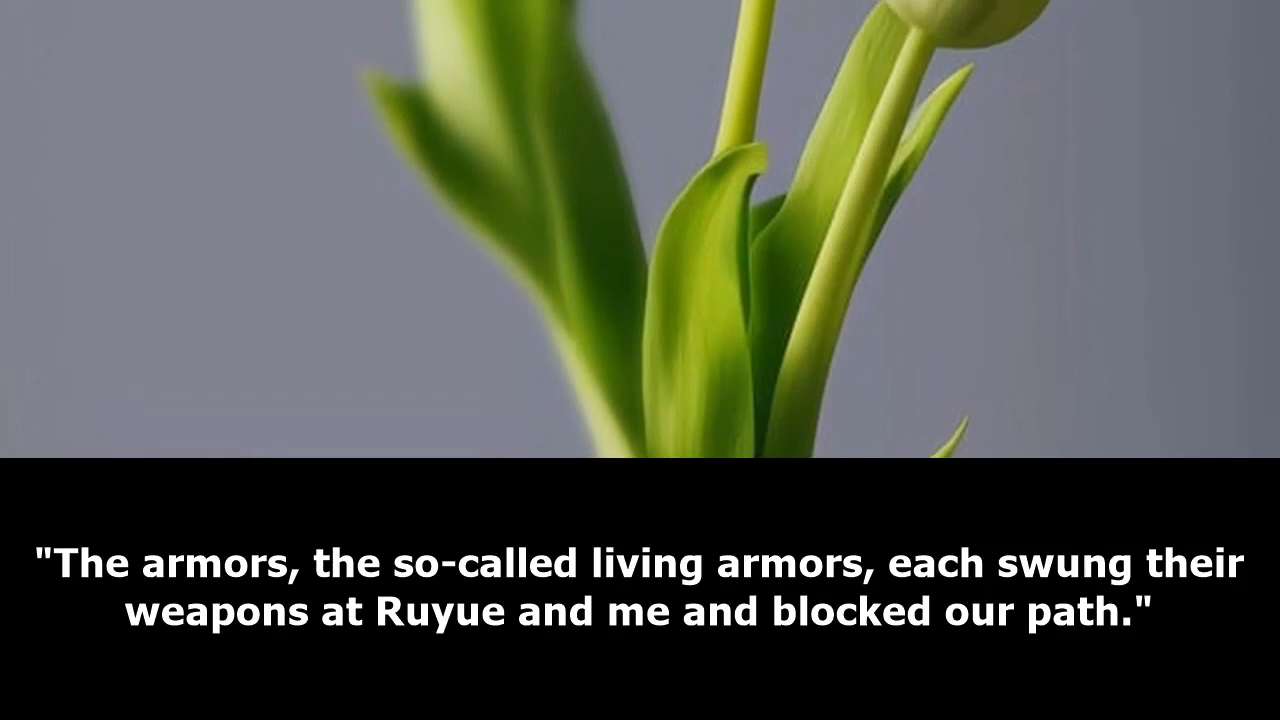 "The armors, the so-called living armors, each swung their
weapons at Ruyue and me and blocked our path."